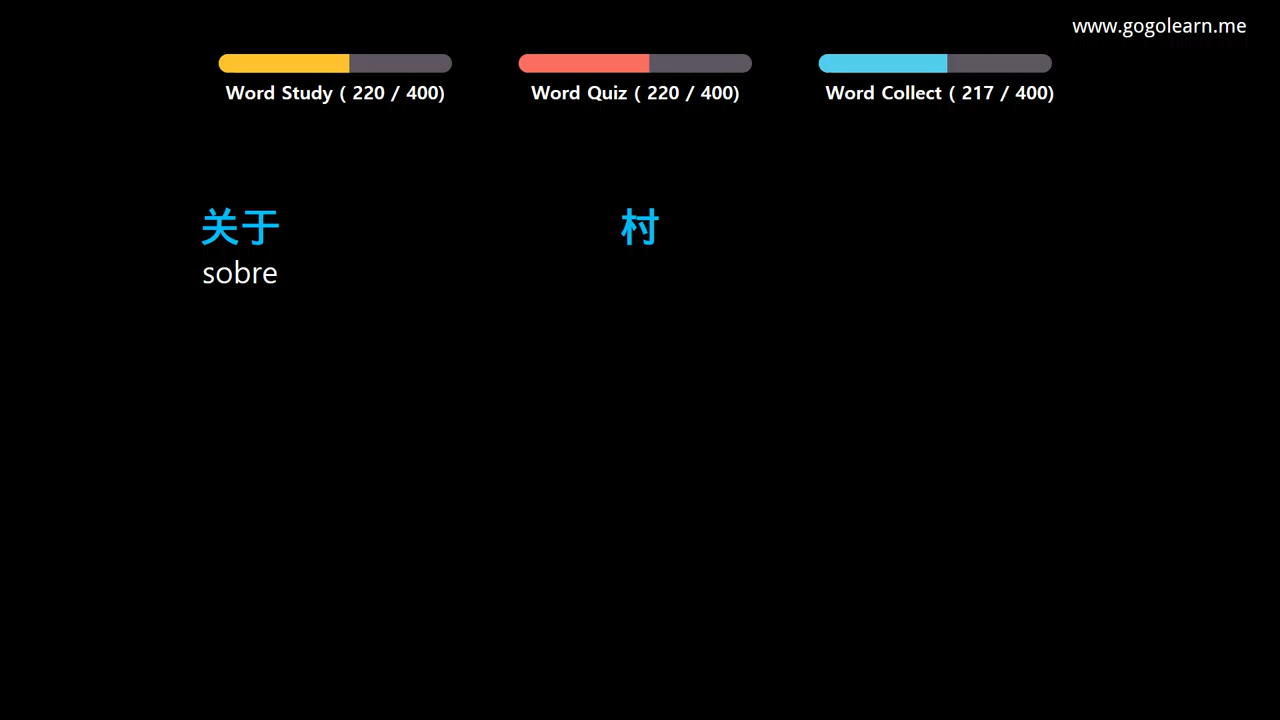 www.gogolearn.me
Word Study ( 220 / 400)
Word Quiz ( 220 / 400)
Word Collect ( 217 / 400)
关于
村
sobre